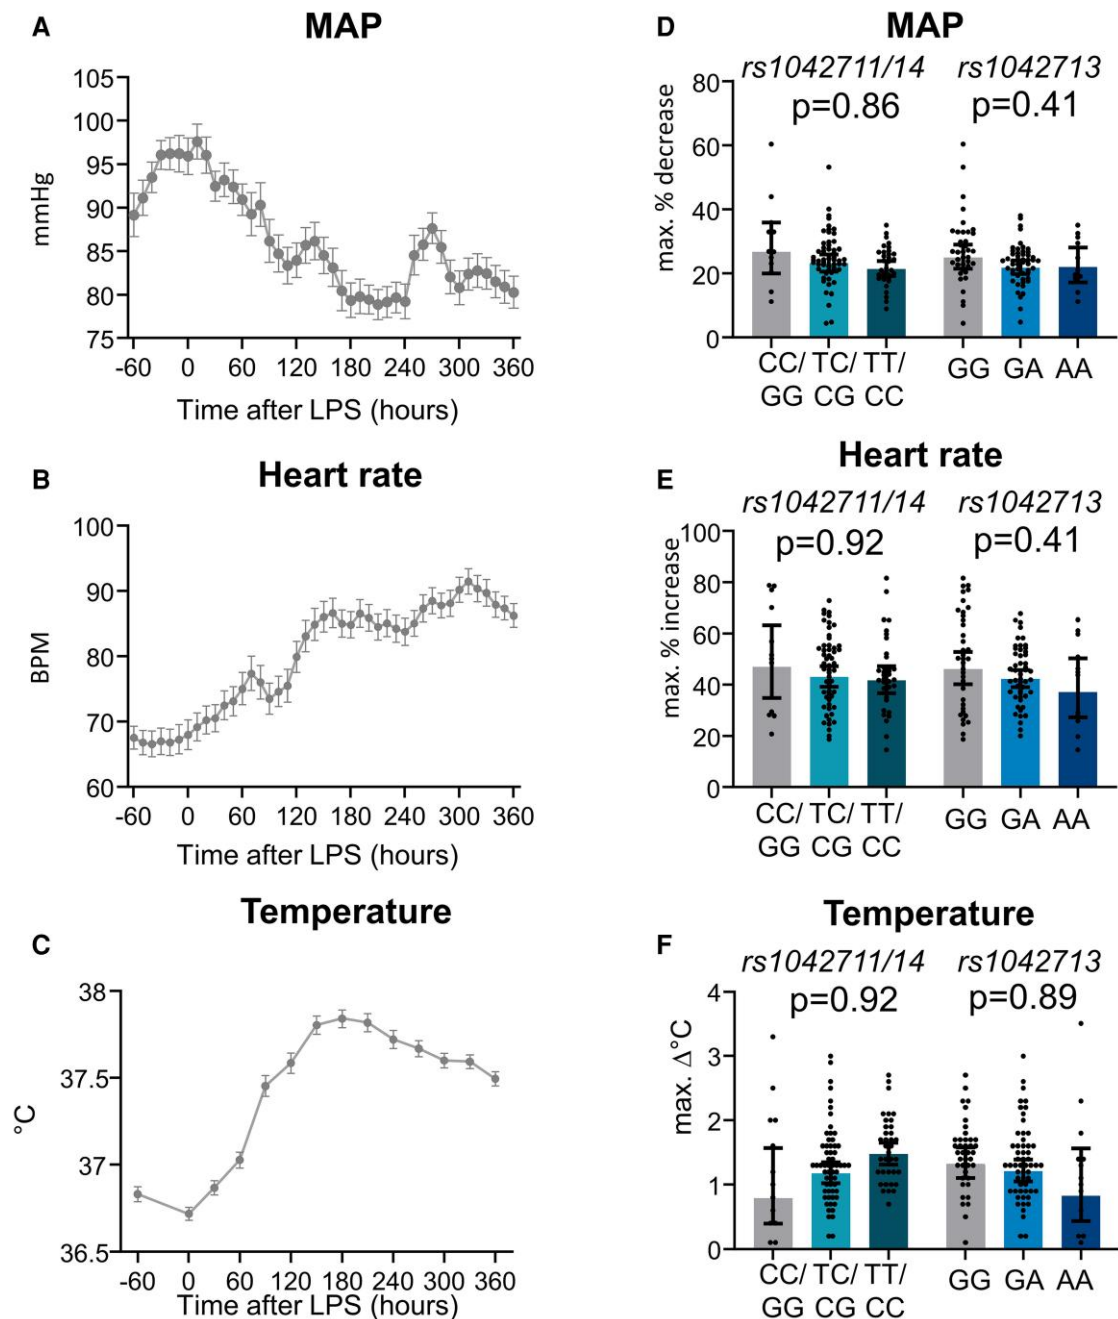 A
MAP
105
100
95
90
85
80
75
mmHg
-60 0 60 120 180 240 300 360
Time after LPS (hours)
D
MAP
rs1042711/14 rs1042713
p=0.86 p=0.41
80
60
40
20
0
max. % decrease
CC/ TC/ TT/
GG CG CC
GG GA AA
B
Heart rate
100
90
80
70
60
BPM
-60 0 60 120 180 240 300 360
Time after LPS (hours)
E
Heart rate
rs1042711/14 rs1042713
p=0.92 p=0.41
100
80
60
40
20
0
max. % increase
CC/ TC/ TT/
GG CG CC
GG GA AA
C
Temperature
38
37.5
37
36.5
°C
-60 0 60 120 180 240 300 360
Time after LPS (hours)
F
Temperature
rs1042711/14 rs1042713
p=0.92 p=0.89
4
3
2
1
0
max. Δ°C
CC/ TC/ TT/
GG CG CC
GG GA AA